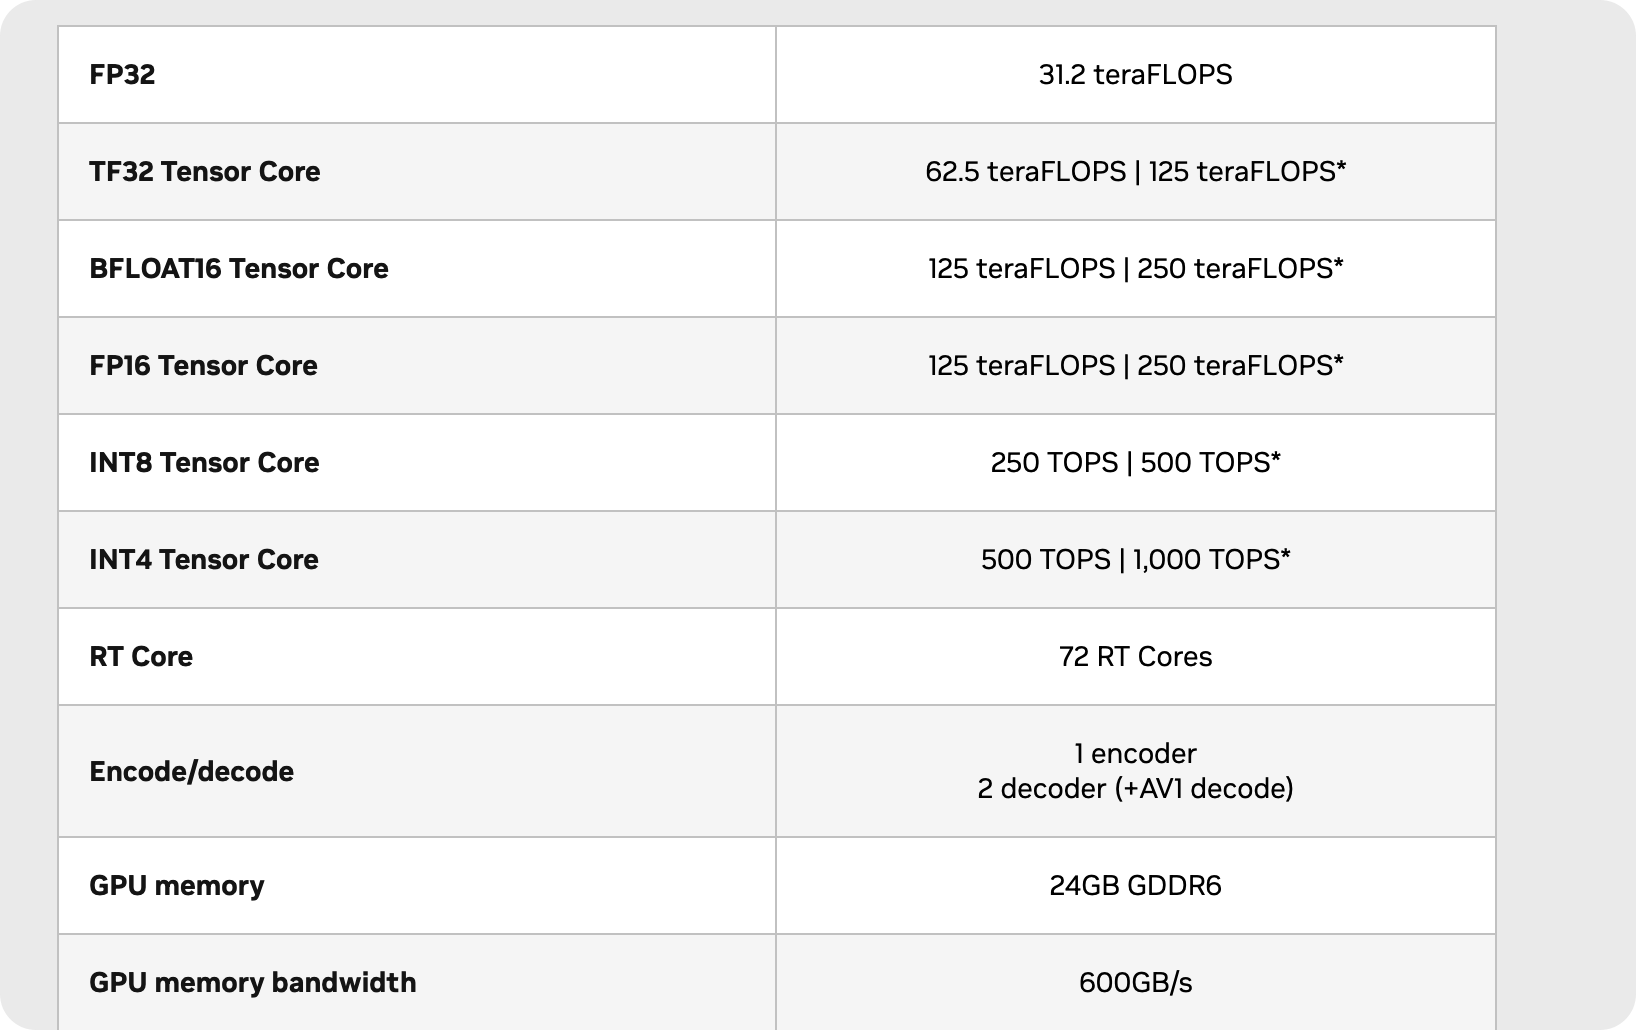 FP32 31.2 teraFLOPS
TF32 Tensor Core 62.5 teraFLOPS | 125 teraFLOPS*
BFLOAT16 Tensor Core 125 teraFLOPS | 250 teraFLOPS*
FP16 Tensor Core 125 teraFLOPS | 250 teraFLOPS*
INT8 Tensor Core 250 TOPS | 500 TOPS*
INT4 Tensor Core 500 TOPS | 1,000 TOPS*
RT Core 72 RT Cores
Encode/decode 1 encoder
2 decoder (+AV1 decode)
GPU memory 24GB GDDR6
GPU memory bandwidth 600GB/s